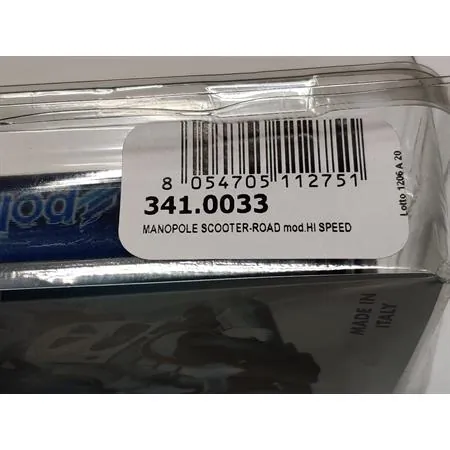 8 054705 112751
341.0033
MANOPOLE SCOOTER-ROAD mod.HI SPEED
Lotto 1206 A 20
MADE IN
ITALY